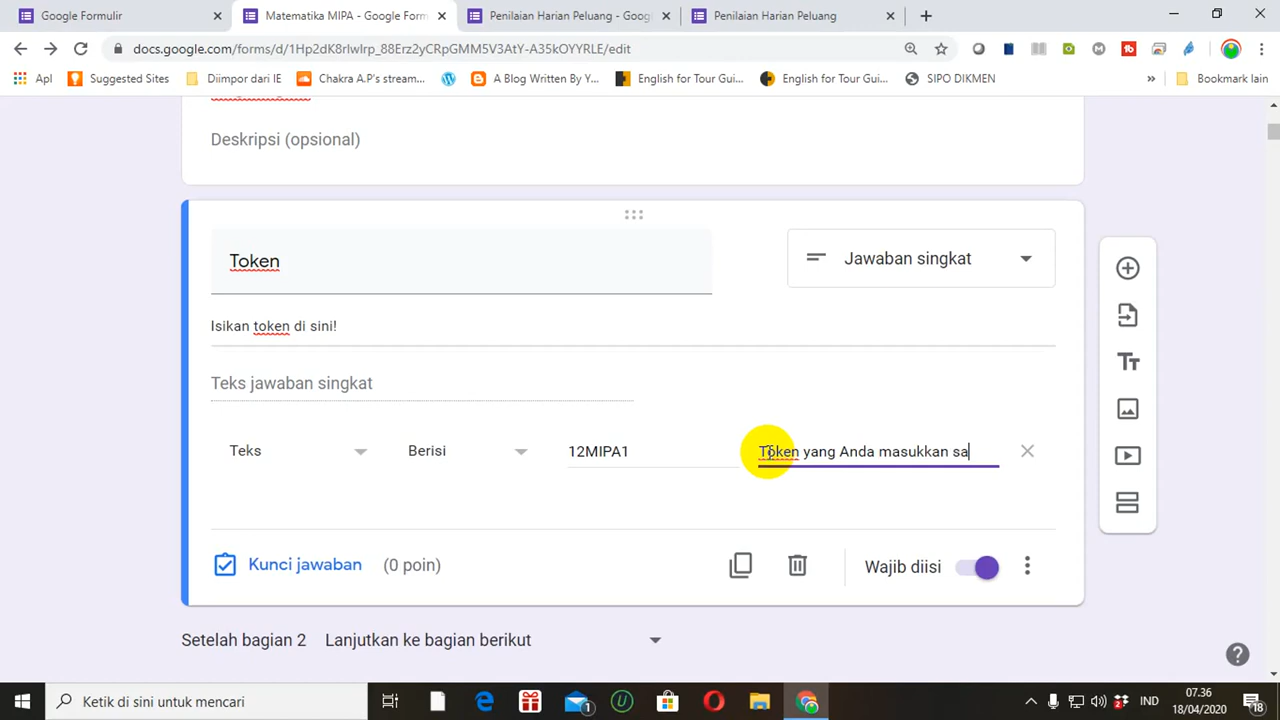 Google Formulir
Matematika MIPA - Google Form
Penilaian Harian Peluang - Goog
Penilaian Harian Peluang
docs.google.com/forms/d/1Hp2dK8rIwIrp_88Erz2yCRpGMM5V3AtY-A35kOYYRLE/edit
Apl
Suggested Sites
Diimpor dari IE
Chakra A.P's stream...
A Blog Written By Y...
English for Tour Gui...
English for Tour Gui...
SIPO DIKMEN
»
Bookmark lain
Deskripsi (opsional)
Token
Jawaban singkat
Isikan token di sini!
Teks jawaban singkat
Teks
Berisi
12MIPA1
Token yang Anda masukkan sa
Kunci jawaban
(0 poin)
Wajib diisi
Setelah bagian 2
Lanjutkan ke bagian berikut
Ketik di sini untuk mencari
1
IND
07.36
18/04/2020
18